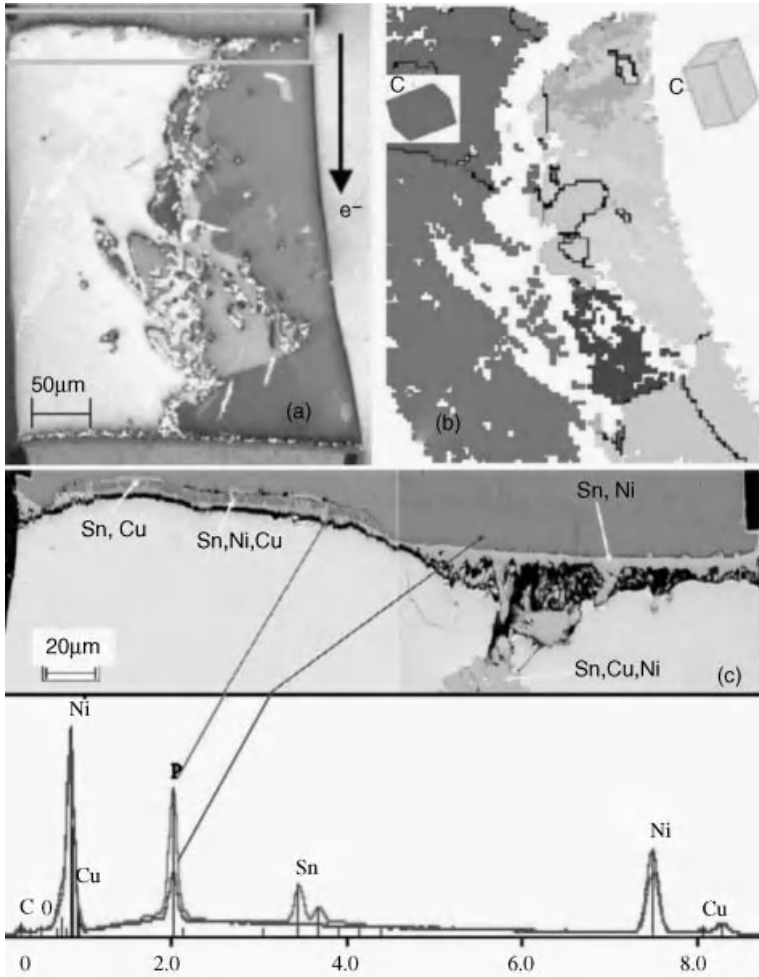 e⁻
50μm
(a)
C
C
(b)
Sn, Cu
Sn,Ni,Cu
Sn, Ni
20μm
Sn,Cu,Ni
(c)
Ni
P
Ni
Cu
Sn
C 0
Cu
0 2.0 4.0 6.0 8.0